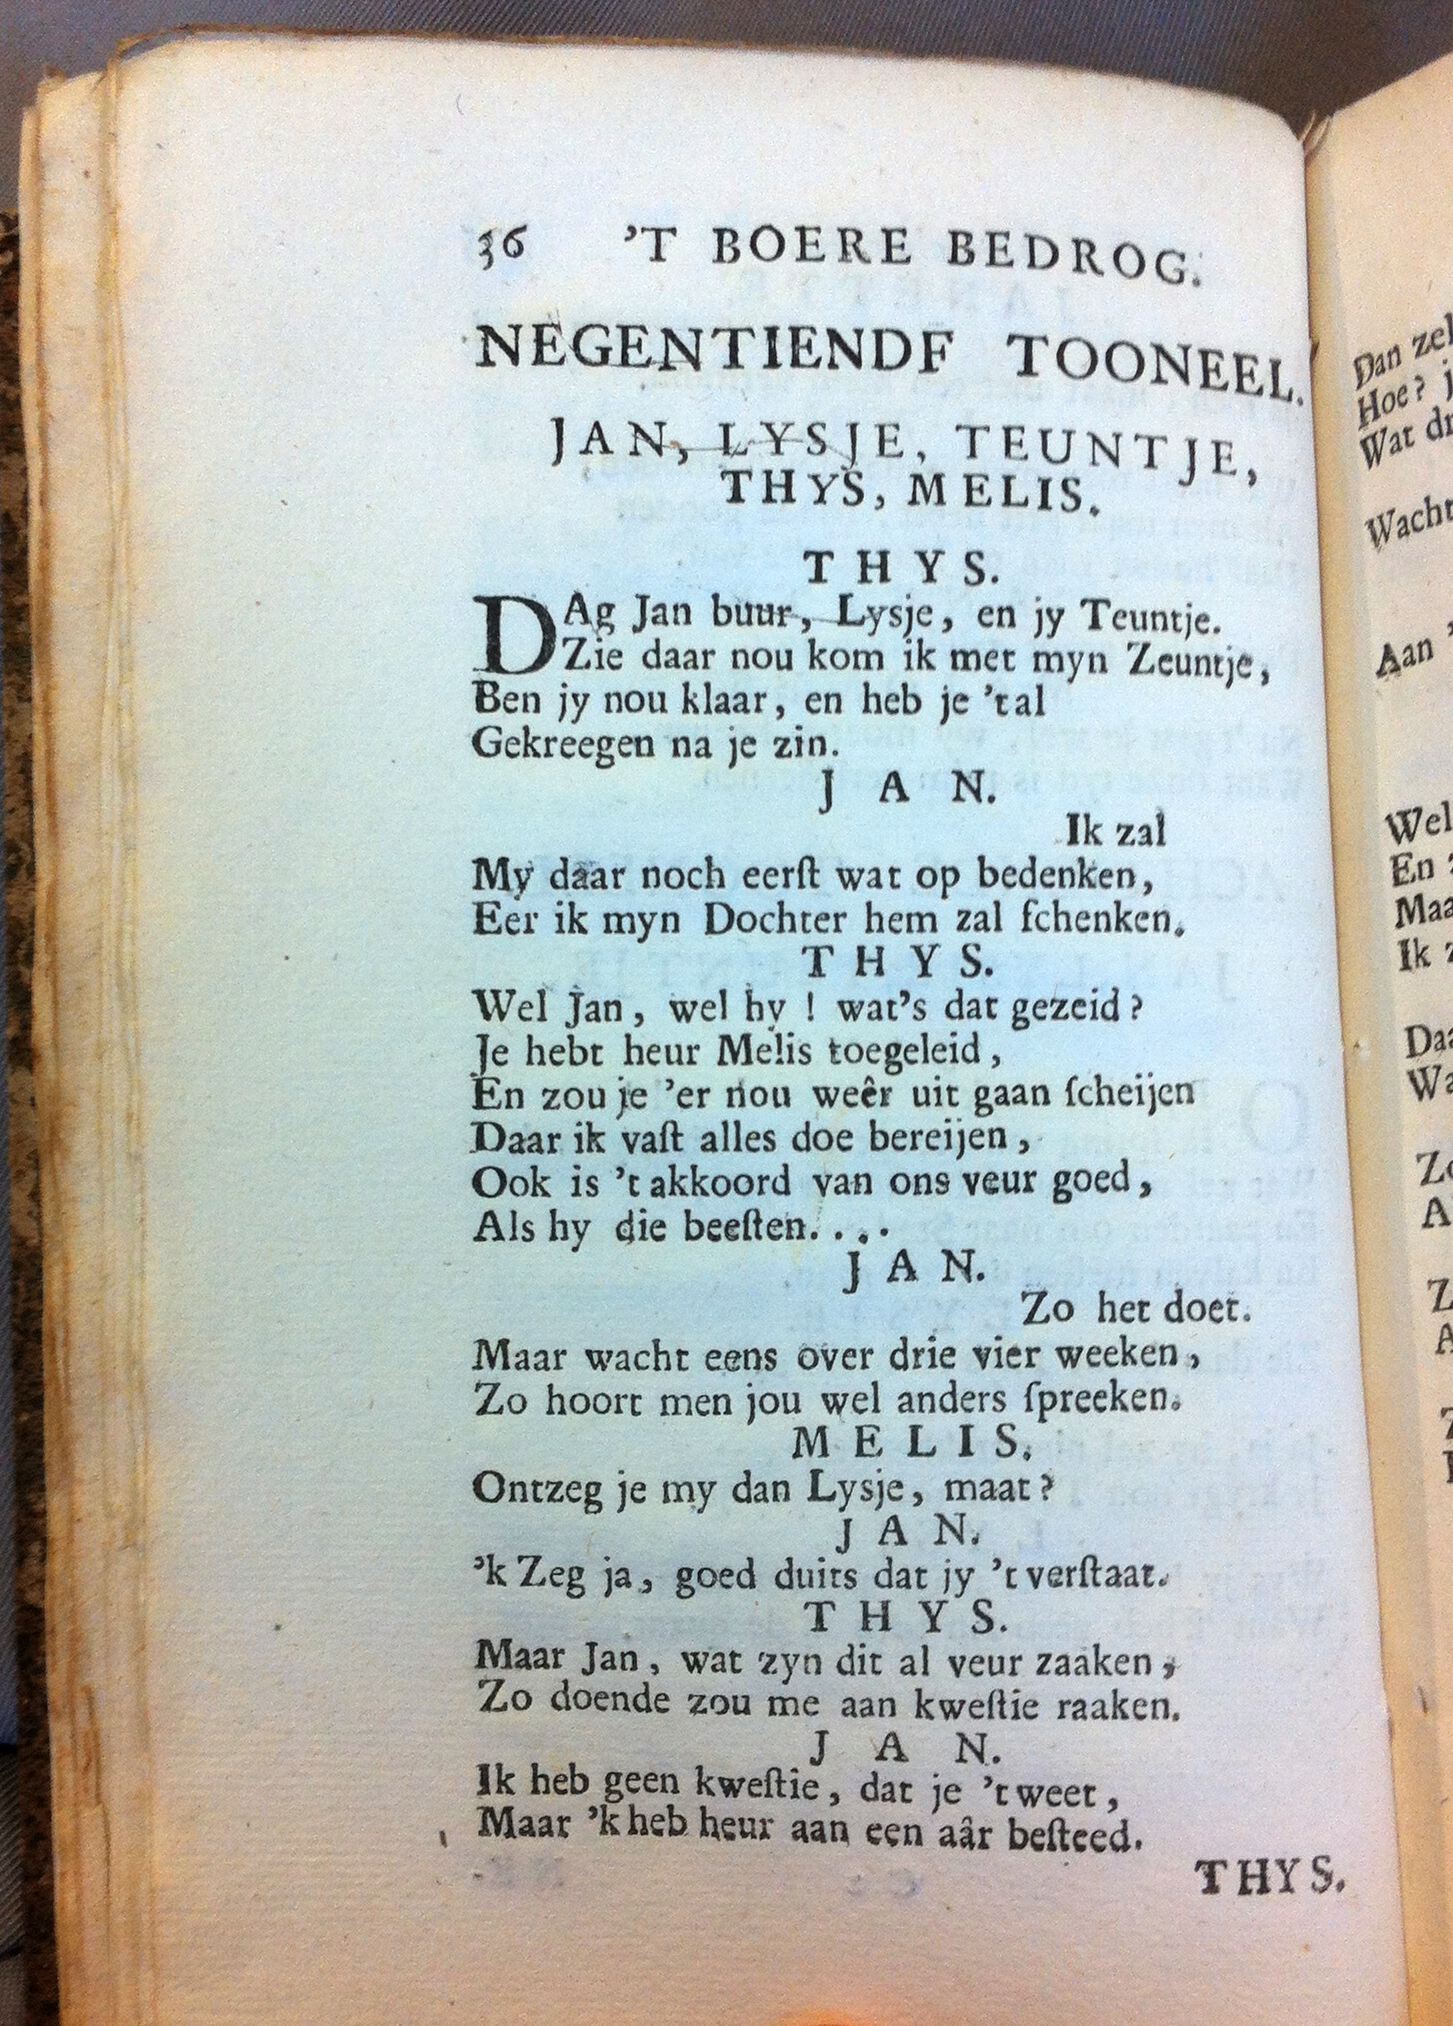 36 'T BOERE BEDROG.
NEGENTIENDE TOONEEL.
JAN, LYSJE, TEUNTJE,
THYS, MELIS.
THYS.
DAg Jan buur, Lysje, en jy Teuntje.
Zie daar nou kom ik met myn Zeuntje,
Ben jy nou klaar, en heb je 't al
Gekreegen na je zin.
JAN.
Ik zal
My daar noch eerſt wat op bedenken,
Eer ik myn Dochter hem zal ſchenken.
THYS.
Wel Jan, wel hy! wat's dat gezeid?
Je hebt heur Melis toegeleid,
En zou je 'er nou weêr uit gaan ſcheijen
Daar ik vaſt alles doe bereijen,
Ook is 't akkoord van ons veur goed,
Als hy die beeſten....
JAN.
Zo het doet.
Maar wacht eens over drie vier weeken,
Zo hoort men jou wel anders ſpreeken.
MELIS.
Ontzeg je my dan Lysje, maat?
JAN.
'k Zeg ja, goed duits dat jy 't verſtaat.
THYS.
Maar Jan, wat zyn dit al veur zaaken,
Zo doende zou me aan kweſtie raaken.
JAN.
Ik heb geen kweſtie, dat je 't weet,
Maar 'k heb heur aan een aâr beſteed.
THYS.
Dan
Hoe?
Wat
Wacht
Aan
Wel
En
Ik